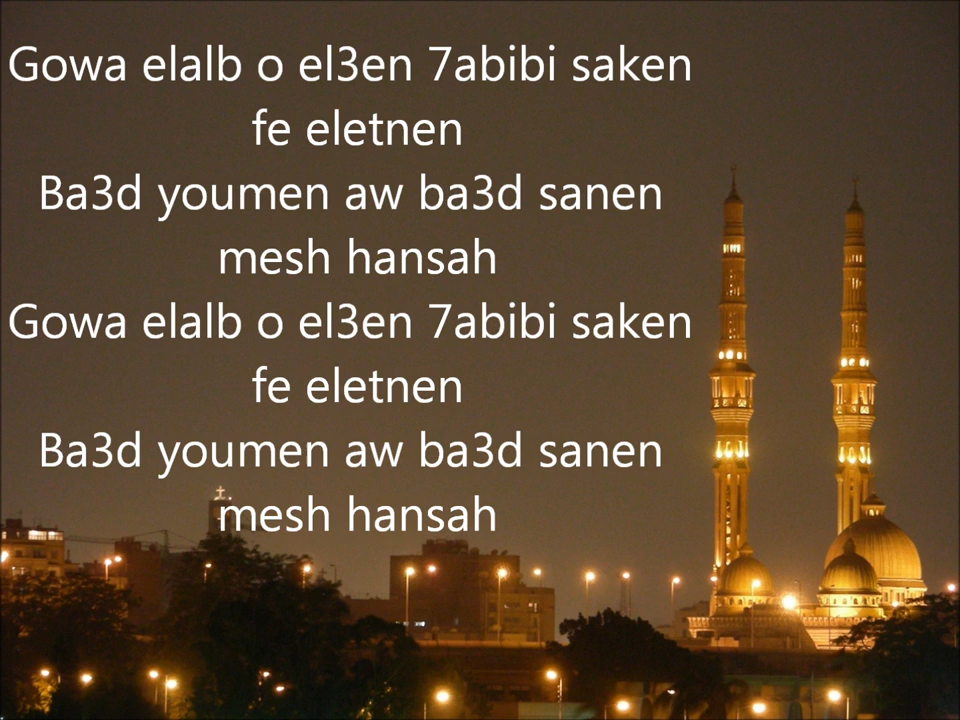 Gowa elalb o el3en 7abibi saken
fe eletnen
Ba3d youmen aw ba3d sanen
mesh hansah
Gowa elalb o el3en 7abibi saken
fe eletnen
Ba3d youmen aw ba3d sanen
mesh hansah